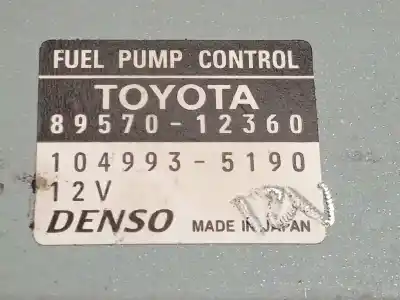 FUEL PUMP CONTROL
TOYOTA
89570-12360
104993-5190
12V
DENSO MADE IN JAPAN